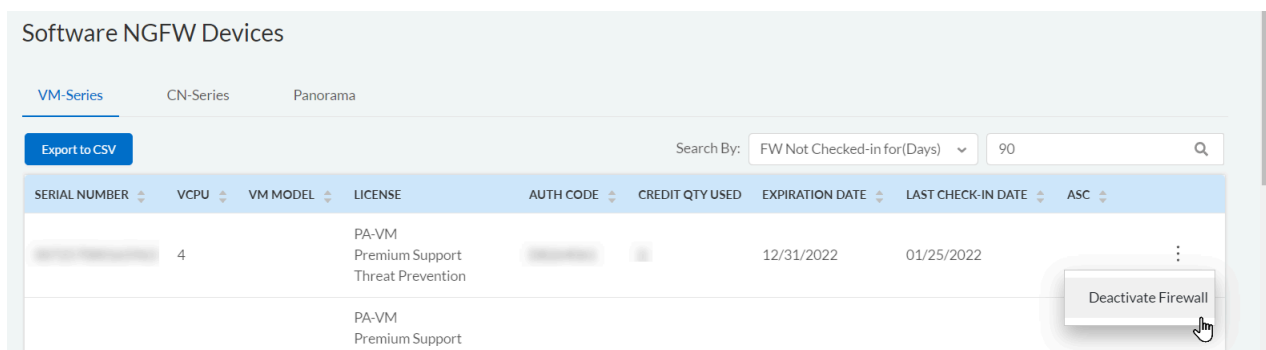 Software NGFW Devices
VM-Series CN-Series Panorama
Export to CSV Search By: FW Not Checked-in for(Days) 90
SERIAL NUMBER VCPU VM MODEL LICENSE AUTH CODE CREDIT QTY USED EXPIRATION DATE LAST CHECK-IN DATE ASC
PA-VM
4 Premium Support 12/31/2022 01/25/2022
Threat Prevention
Deactivate Firewall
PA-VM
Premium Support